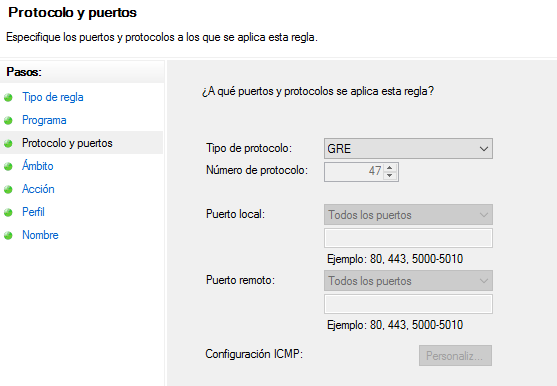 Protocolo y puertos
Especifique los puertos y protocolos a los que se aplica esta regla.
Pasos:
Tipo de regla
Programa
Protocolo y puertos
Ámbito
Acción
Perfil
Nombre
¿A qué puertos y protocolos se aplica esta regla?
Tipo de protocolo: GRE
Número de protocolo: 47
Puerto local: Todos los puertos
Ejemplo: 80, 443, 5000-5010
Puerto remoto: Todos los puertos
Ejemplo: 80, 443, 5000-5010
Configuración ICMP: Personaliz...